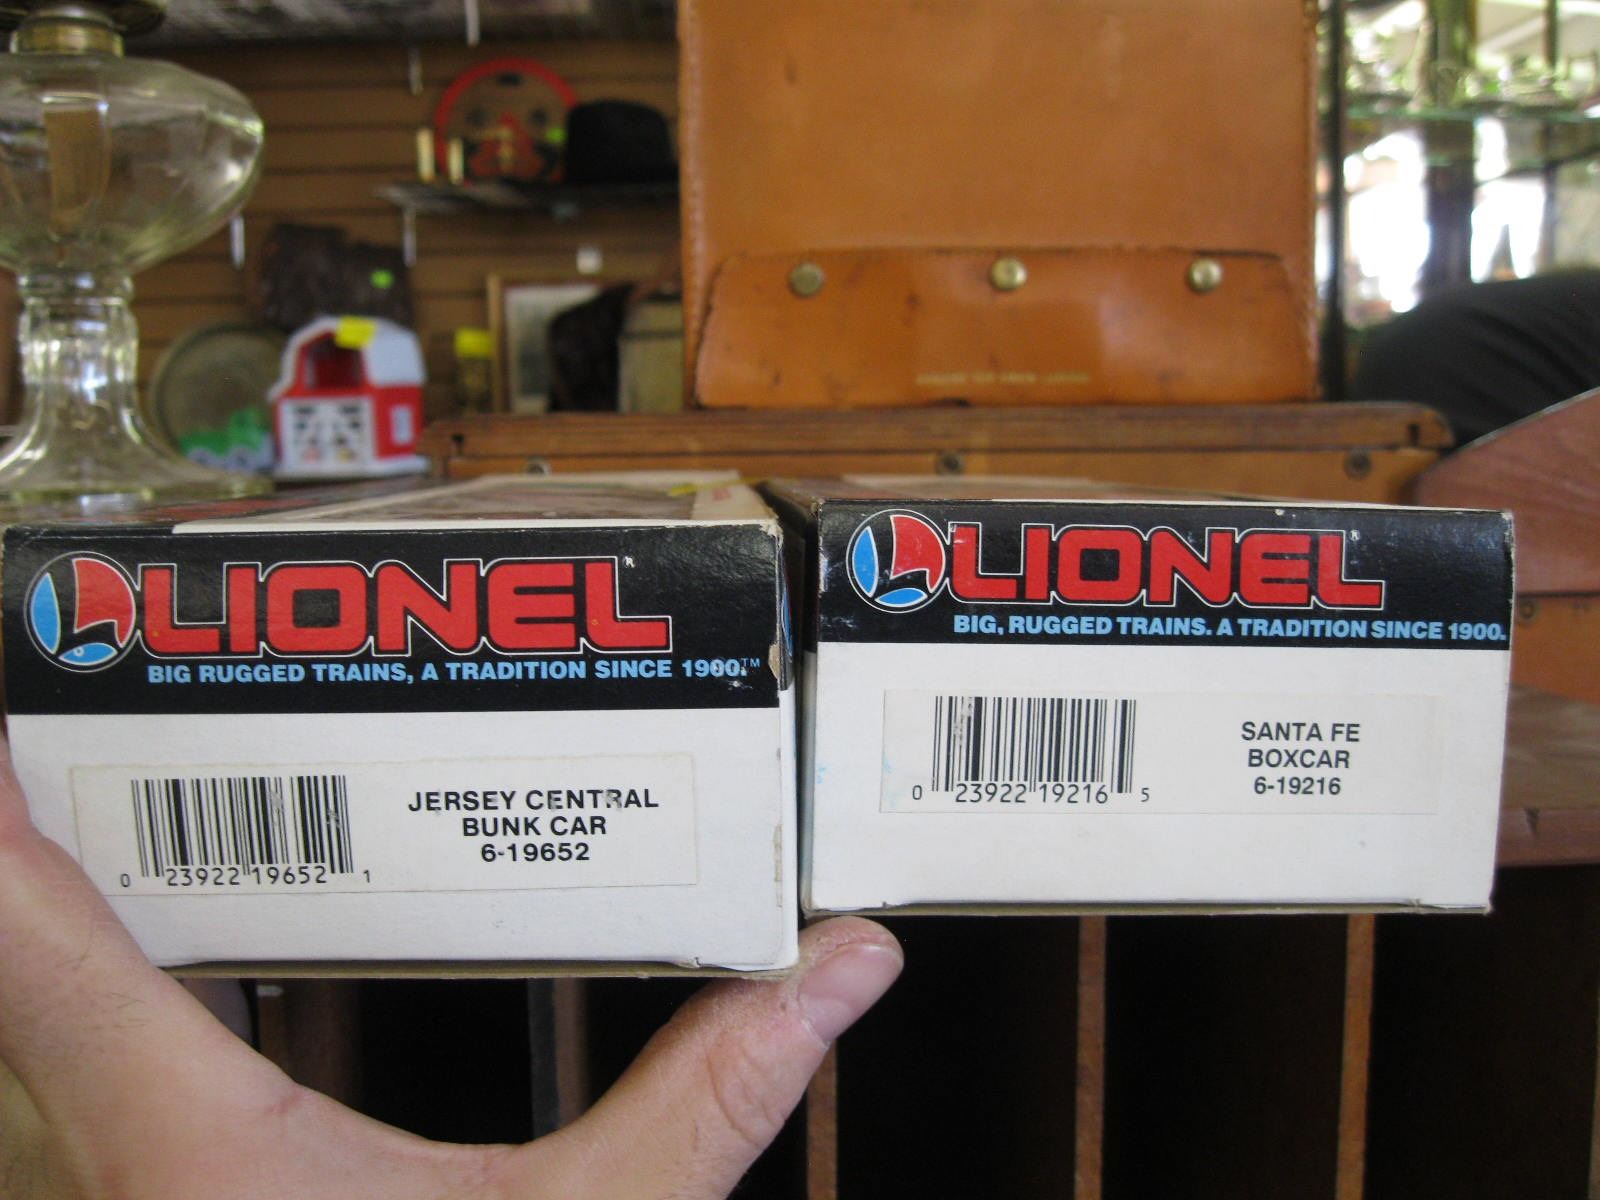 LIONEL®
BIG RUGGED TRAINS, A TRADITION SINCE 1900.™
JERSEY CENTRAL
BUNK CAR
6-19652
0 23922 19652 1
LIONEL®
BIG, RUGGED TRAINS. A TRADITION SINCE 1900.
SANTA FE
BOXCAR
6-19216
0 23922 19216 5